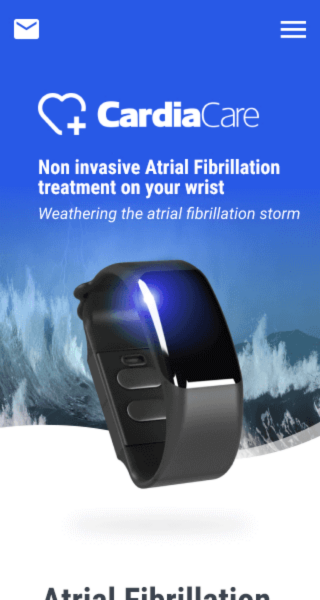 CardiaCare
Non invasive Atrial Fibrillation
treatment on your wrist
Weathering the atrial fibrillation storm
Atrial Fibrillation